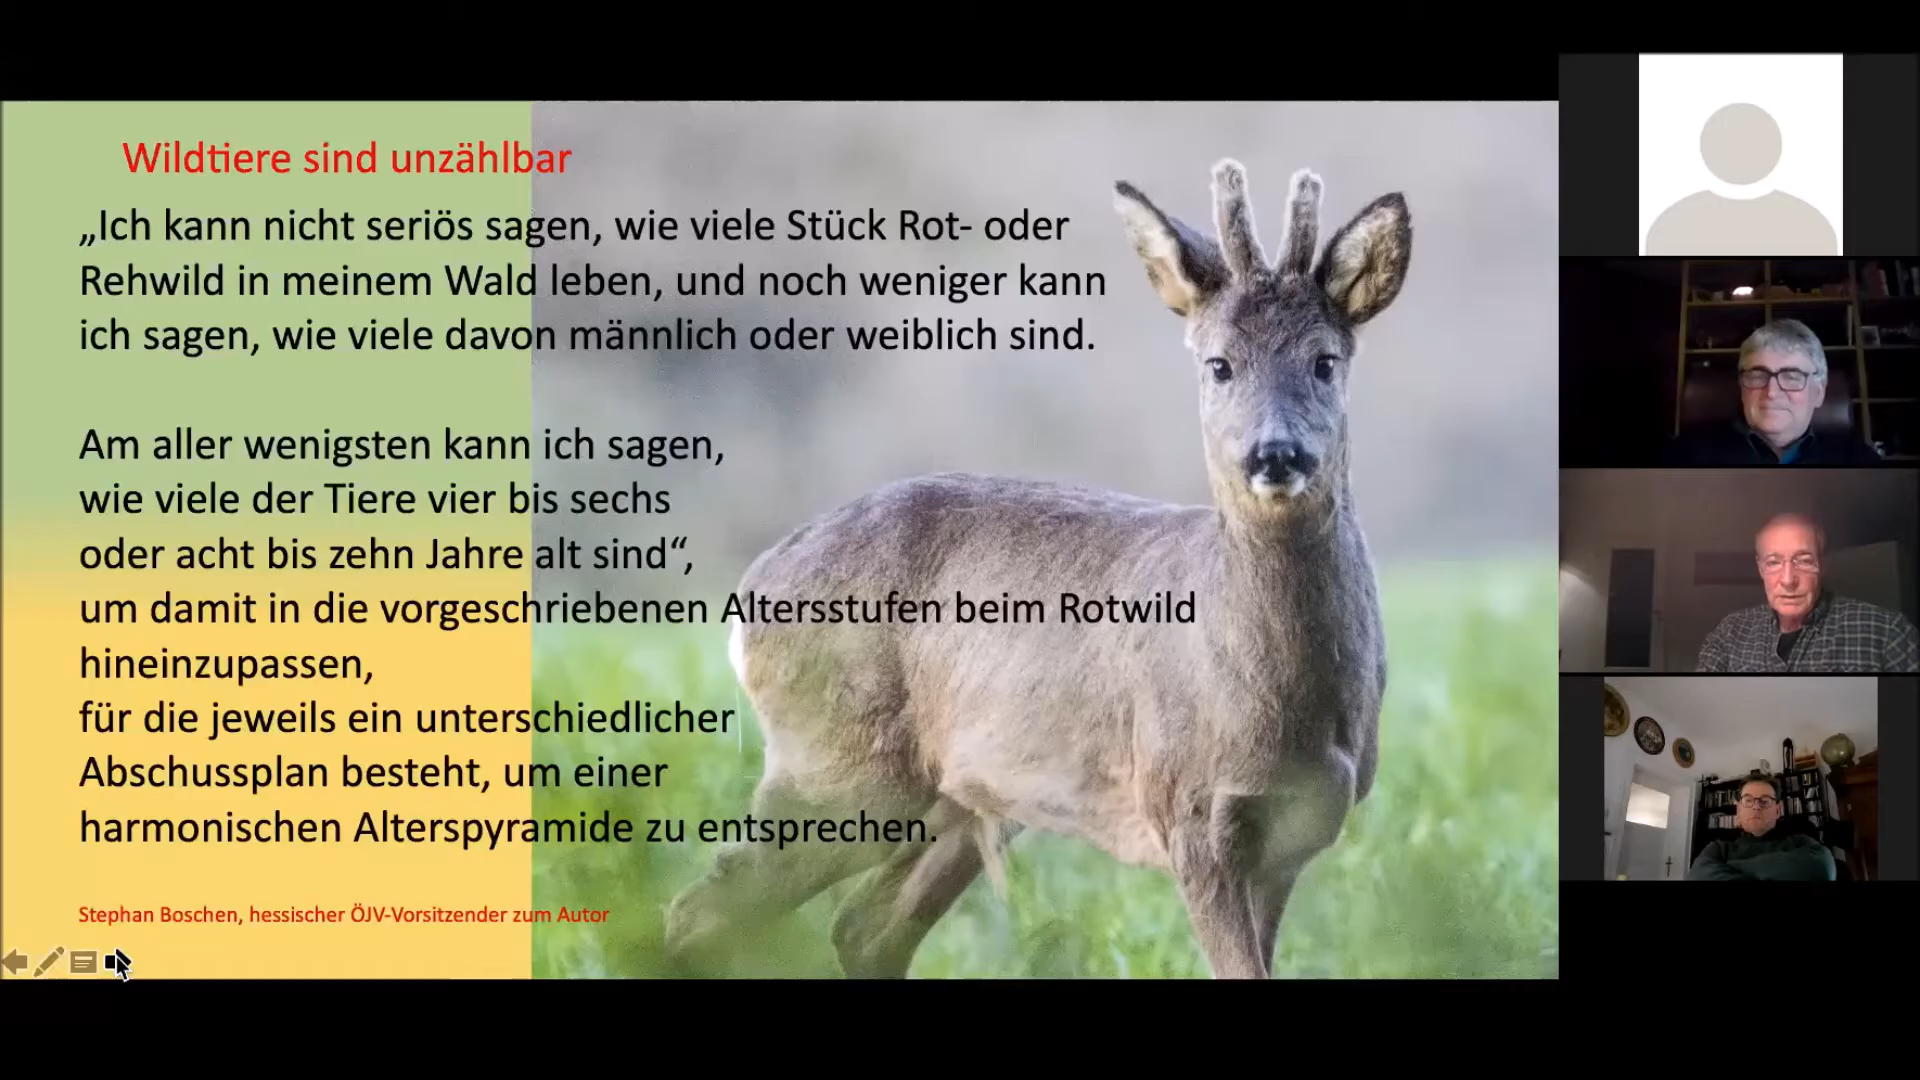 Wildtiere sind unzählbar
„Ich kann nicht seriös sagen, wie viele Stück Rot- oder
Rehwild in meinem Wald leben, und noch weniger kann
ich sagen, wie viele davon männlich oder weiblich sind.
Am aller wenigsten kann ich sagen,
wie viele der Tiere vier bis sechs
oder acht bis zehn Jahre alt sind“,
um damit in die vorgeschriebenen Altersstufen beim Rotwild
hineinzupassen,
für die jeweils ein unterschiedlicher
Abschussplan besteht, um einer
harmonischen Alterspyramide zu entsprechen.
Stephan Boschen, hessischer ÖJV-Vorsitzender zum Autor